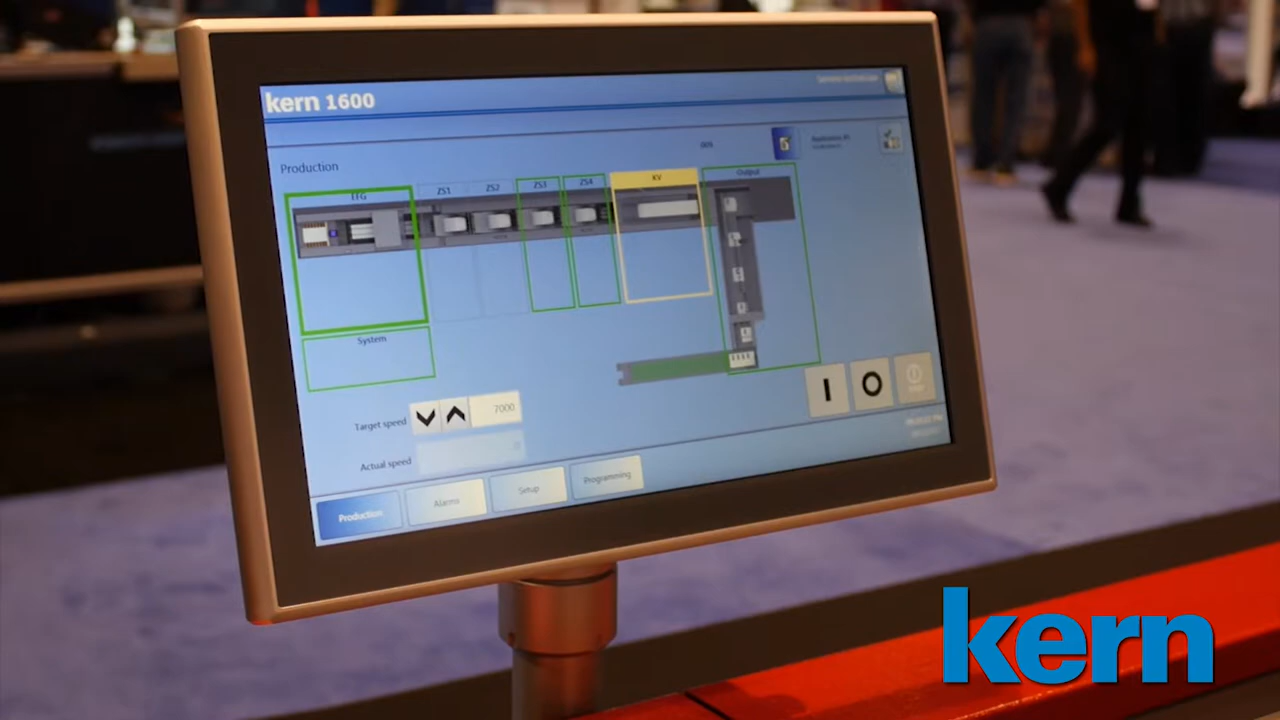 kern 1600
Production
EFG
ZS1
ZS2
ZS3
ZS4
KV
Output
System
Target speed
7000
Actual speed
Production
Alarms
Setup
Programming
I
O
kern